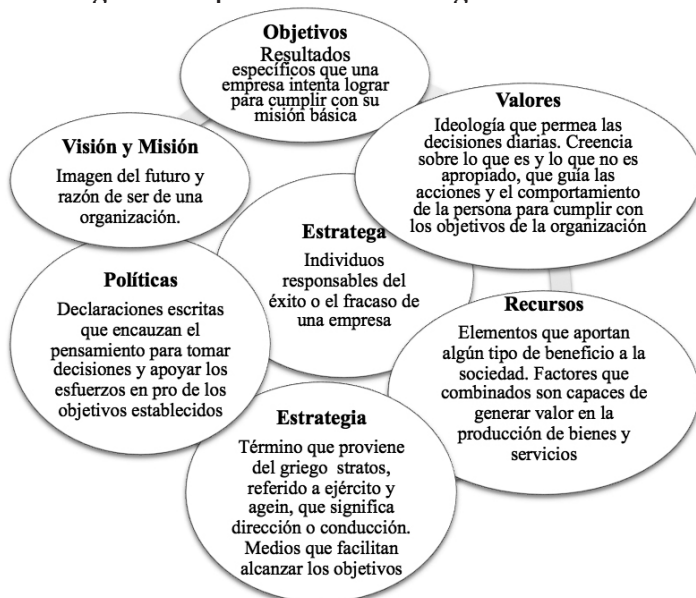 Objetivos
Resultados
específicos que una
empresa intenta lograr
para cumplir con su
misión básica
Valores
Ideología que permea las
decisiones diarias. Creencia
sobre lo que es y lo que no es
apropiado, que guía las
acciones y el comportamiento
de la persona para cumplir con
los objetivos de la organización
Visión y Misión
Imagen del futuro y
razón de ser de una
organización.
Estratega
Individuos
responsables del
éxito o el fracaso de
una empresa
Políticas
Declaraciones escritas
que encauzan el
pensamiento para tomar
decisiones y apoyar los
esfuerzos en pro de los
objetivos establecidos
Recursos
Elementos que aportan
algún tipo de beneficio a la
sociedad. Factores que
combinados son capaces de
generar valor en la
producción de bienes y
servicios
Estrategia
Término que proviene
del griego stratos,
referido a ejército y
agein, que significa
dirección o conducción.
Medios que facilitan
alcanzar los objetivos